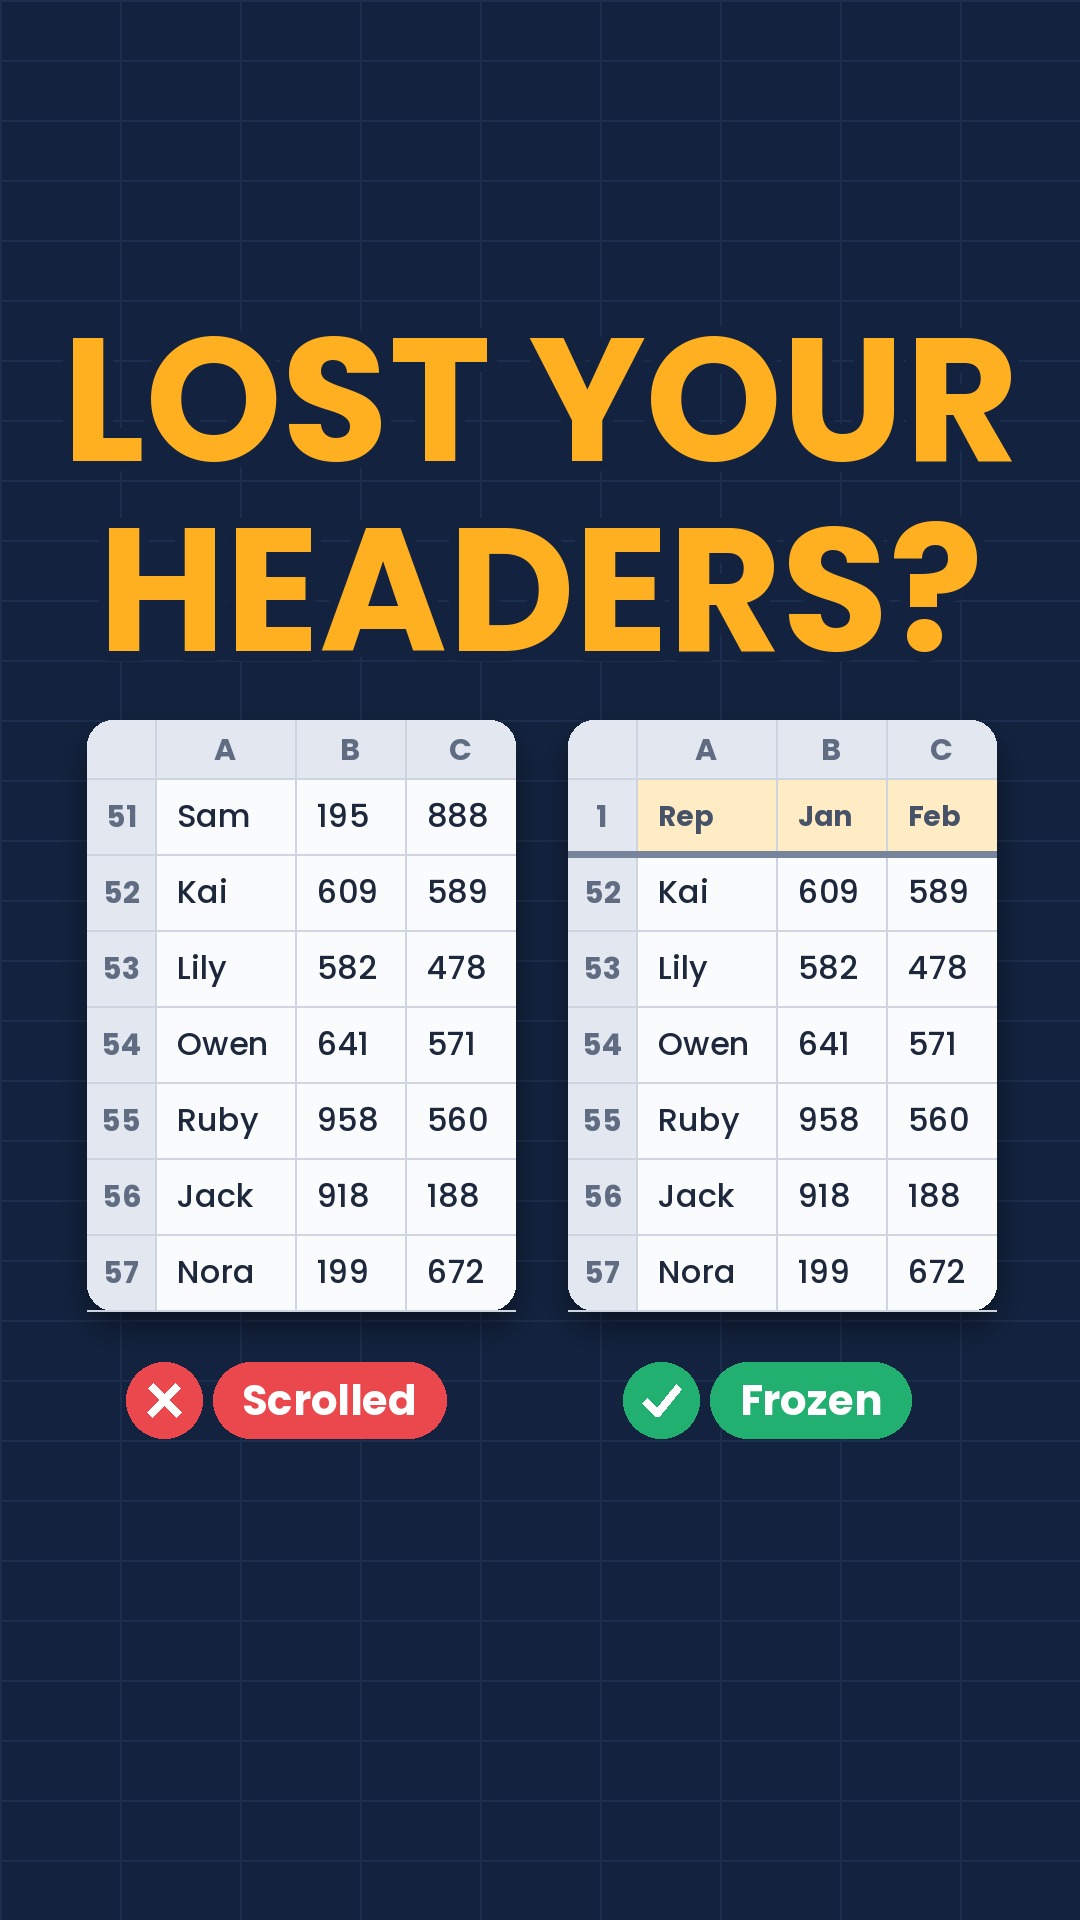 LOST YOUR
HEADERS?
A B C
51 Sam 195 888
52 Kai 609 589
53 Lily 582 478
54 Owen 641 571
55 Ruby 958 560
56 Jack 918 188
57 Nora 199 672
Scrolled
A B C
1 Rep Jan Feb
52 Kai 609 589
53 Lily 582 478
54 Owen 641 571
55 Ruby 958 560
56 Jack 918 188
57 Nora 199 672
Frozen